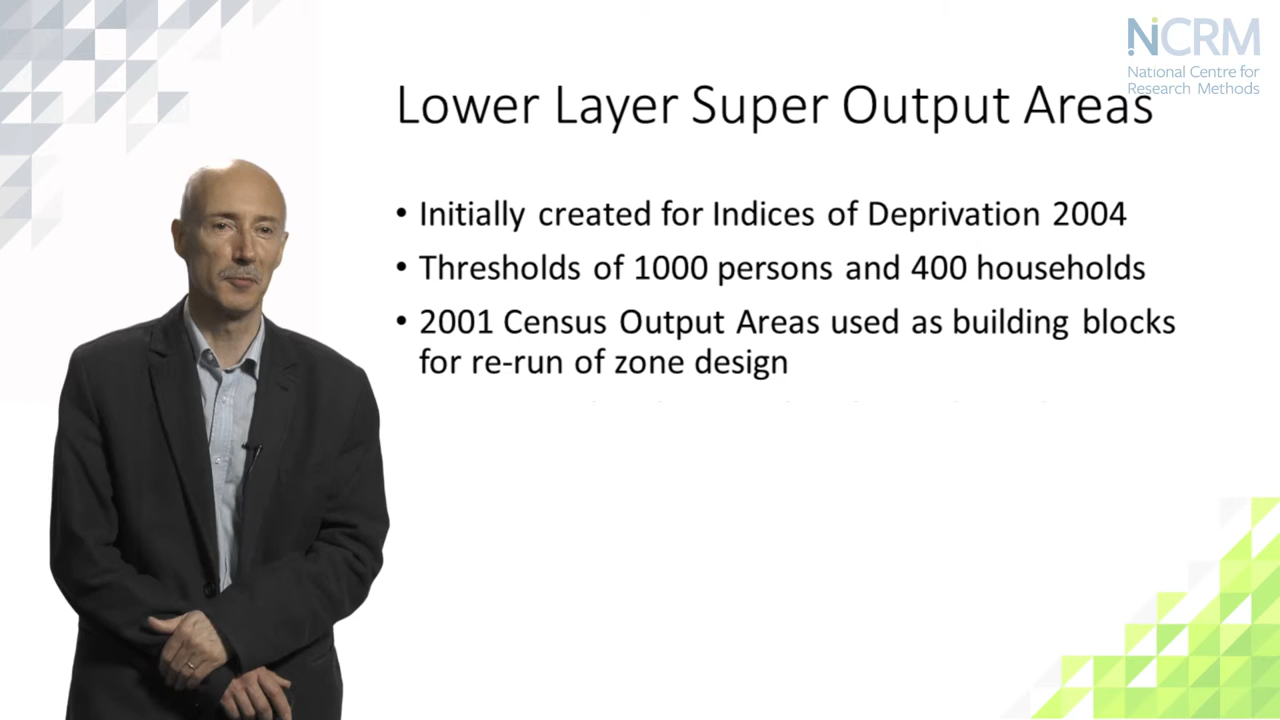 NCRM
National Centre for
Research Methods
Lower Layer Super Output Areas
• Initially created for Indices of Deprivation 2004
• Thresholds of 1000 persons and 400 households
• 2001 Census Output Areas used as building blocks
for re-run of zone design